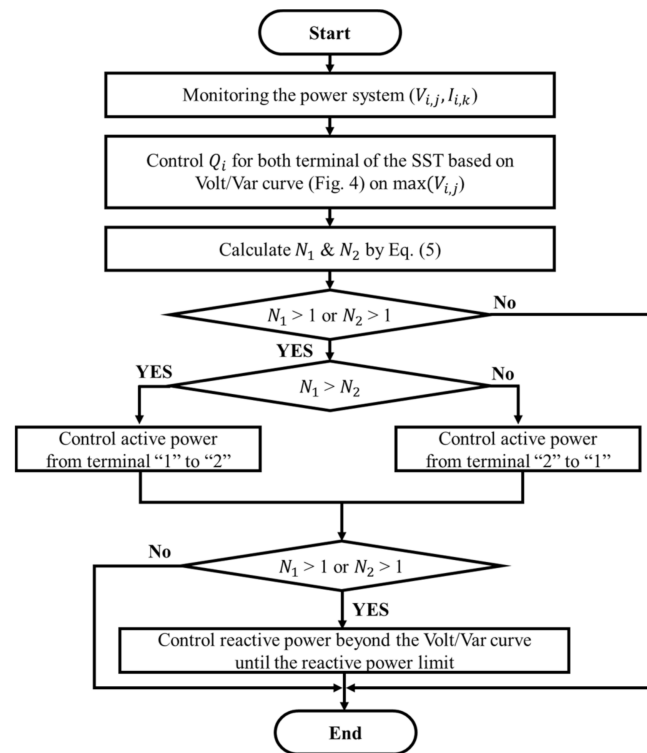 Start
Monitoring the power system (V_{i,j}, I_{i,k})
Control Q_i for both terminal of the SST based on
Volt/Var curve (Fig. 4) on max(V_{i,j})
Calculate N_1 & N_2 by Eq. (5)
N_1 > 1 or N_2 > 1
No
YES
YES
N_1 > N_2
No
Control active power
from terminal “1” to “2”
Control active power
from terminal “2” to “1”
No
N_1 > 1 or N_2 > 1
YES
Control reactive power beyond the Volt/Var curve
until the reactive power limit
End